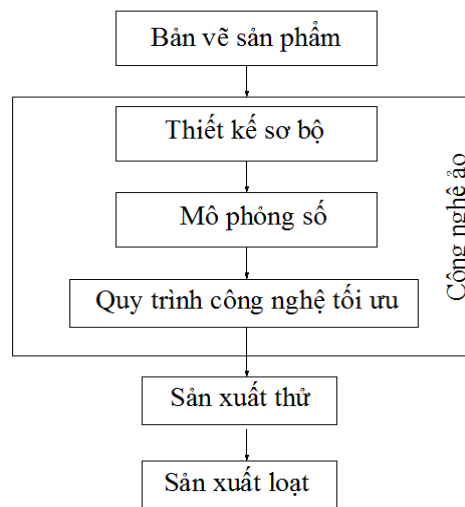 Bản vẽ sản phẩm
Thiết kế sơ bộ
Mô phỏng số
Quy trình công nghệ tối ưu
Công nghệ ảo
Sản xuất thử
Sản xuất loạt